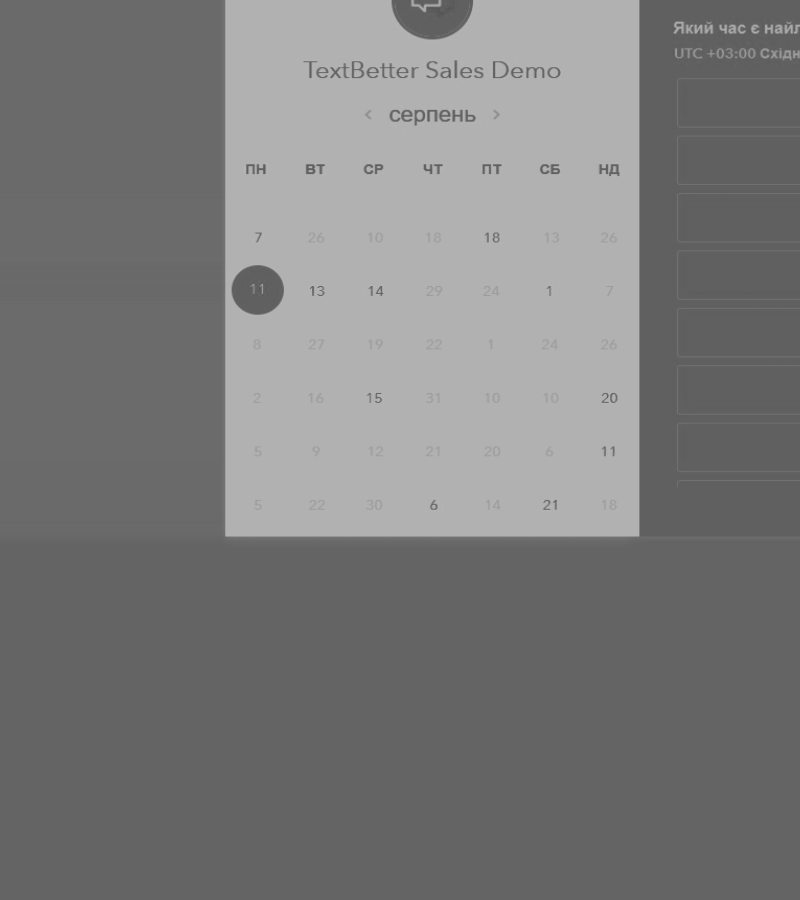 TextBetter Sales Demo
серпень
ПН ВТ СР ЧТ ПТ СБ НД
7 26 10 18 18 13 26
11 13 14 29 24 1 7
8 27 19 22 1 24 26
2 16 15 31 10 10 20
5 9 12 21 20 6 11
5 22 30 6 14 21 18
Який час є найл
UTC +03:00 Східн